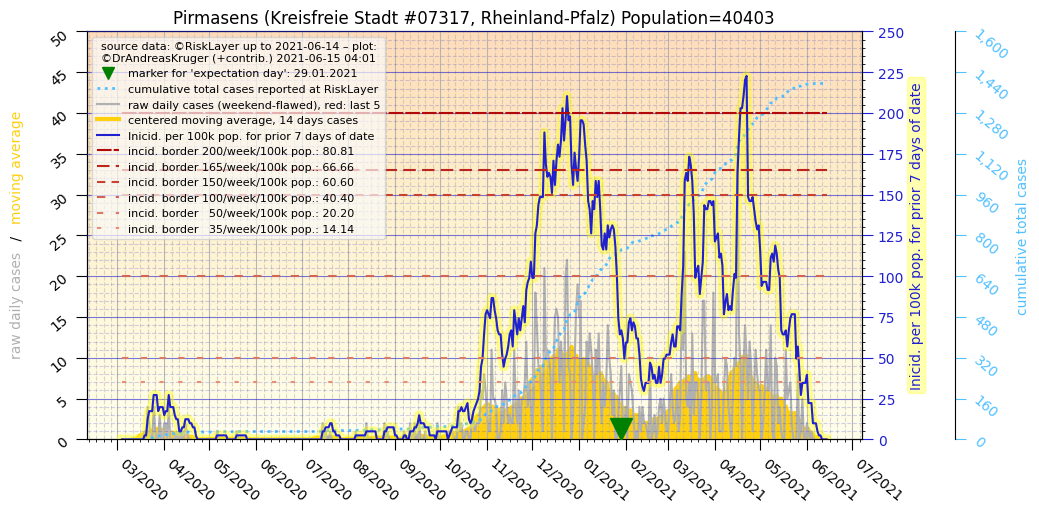 Pirmasens (Kreisfreie Stadt #07317, Rheinland-Pfalz) Population=40403
source data: ©RiskLayer up to 2021-06-14 – plot:
©DrAndreasKruger (+contrib.) 2021-06-15 04:01
marker for 'expectation day': 29.01.2021
cumulative total cases reported at RiskLayer
raw daily cases (weekend-flawed), red: last 5
centered moving average, 14 days cases
Inicid. per 100k pop. for prior 7 days of date
incid. border 200/week/100k pop.: 80.81
incid. border 165/week/100k pop.: 66.66
incid. border 150/week/100k pop.: 60.60
incid. border 100/week/100k pop.: 40.40
incid. border   50/week/100k pop.: 20.20
incid. border   35/week/100k pop.: 14.14
raw daily cases / moving average
50
45
40
35
30
25
20
15
10
5
0
03/2020
04/2020
05/2020
06/2020
07/2020
08/2020
09/2020
10/2020
11/2020
12/2020
01/2021
02/2021
03/2021
04/2021
05/2021
06/2021
07/2021
250
225
200
175
150
125
100
75
50
25
0
Inicid. per 100k pop. for prior 7 days of date
1,600
1,440
1,280
1,120
960
800
640
480
320
160
0
cumulative total cases